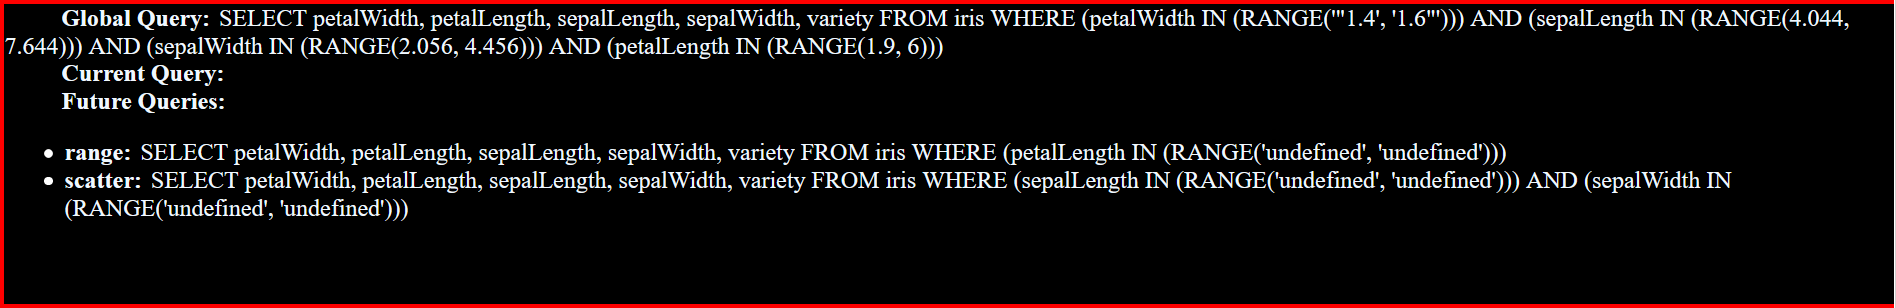 Global Query: SELECT petalWidth, petalLength, sepalLength, sepalWidth, variety FROM iris WHERE (petalWidth IN (RANGE('"1.4', '1.6"'))) AND (sepalLength IN (RANGE(4.044,
7.644))) AND (sepalWidth IN (RANGE(2.056, 4.456))) AND (petalLength IN (RANGE(1.9, 6)))
Current Query:
Future Queries:
• range: SELECT petalWidth, petalLength, sepalLength, sepalWidth, variety FROM iris WHERE (petalLength IN (RANGE('undefined', 'undefined')))
• scatter: SELECT petalWidth, petalLength, sepalLength, sepalWidth, variety FROM iris WHERE (sepalLength IN (RANGE('undefined', 'undefined'))) AND (sepalWidth IN
(RANGE('undefined', 'undefined')))